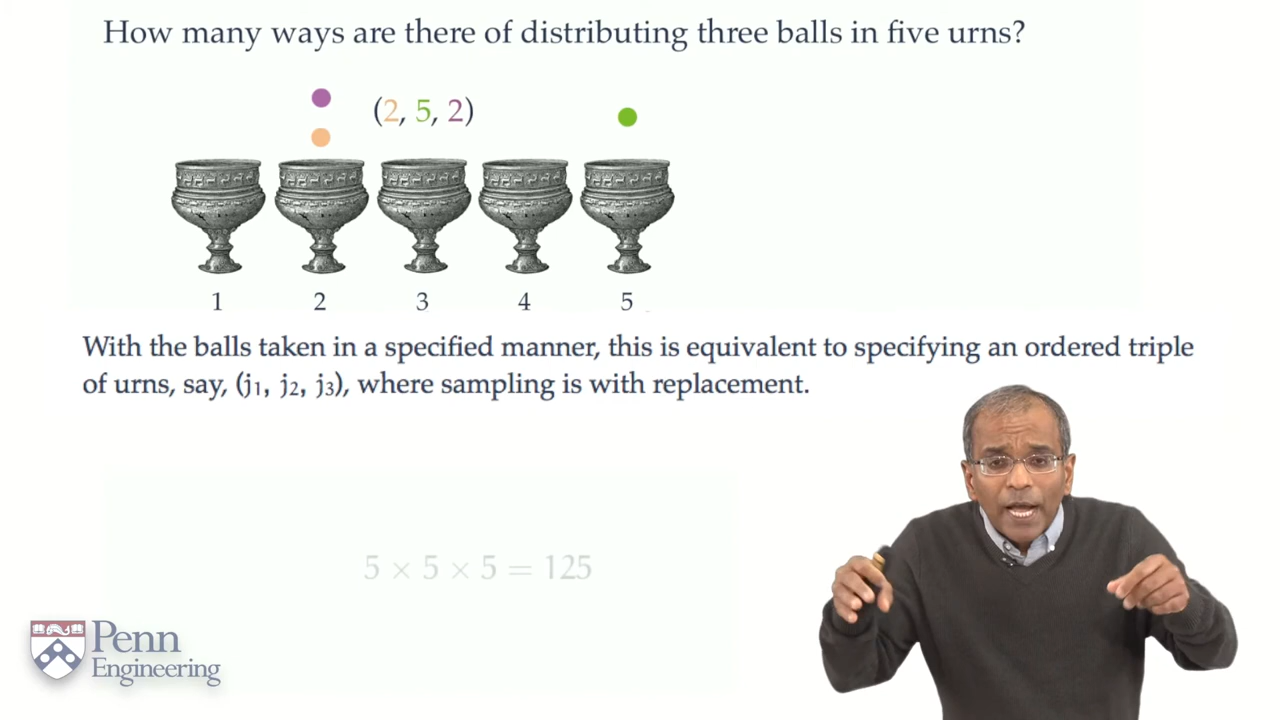 How many ways are there of distributing three balls in five urns?
(2, 5, 2)
1 2 3 4 5
With the balls taken in a specified manner, this is equivalent to specifying an ordered triple
of urns, say, (j₁, j₂, j₃), where sampling is with replacement.
5 × 5 × 5 = 125
Penn
Engineering